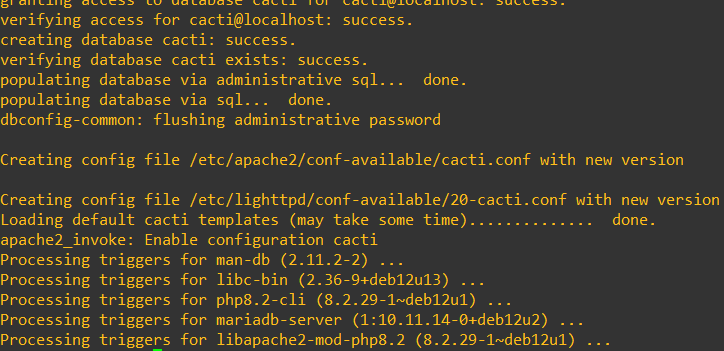 granting access to database cacti for cacti@localhost: success.
verifying access for cacti@localhost: success.
creating database cacti: success.
verifying database cacti exists: success.
populating database via administrative sql...  done.
populating database via sql...  done.
dbconfig-common: flushing administrative password
Creating config file /etc/apache2/conf-available/cacti.conf with new version
Creating config file /etc/lighttpd/conf-available/20-cacti.conf with new version
Loading default cacti templates (may take some time)..............  done.
apache2_invoke: Enable configuration cacti
Processing triggers for man-db (2.11.2-2) ...
Processing triggers for libc-bin (2.36-9+deb12u13) ...
Processing triggers for php8.2-cli (8.2.29-1~deb12u1) ...
Processing triggers for mariadb-server (1:10.11.14-0+deb12u2) ...
Processing triggers for libapache2-mod-php8.2 (8.2.29-1~deb12u1) ...